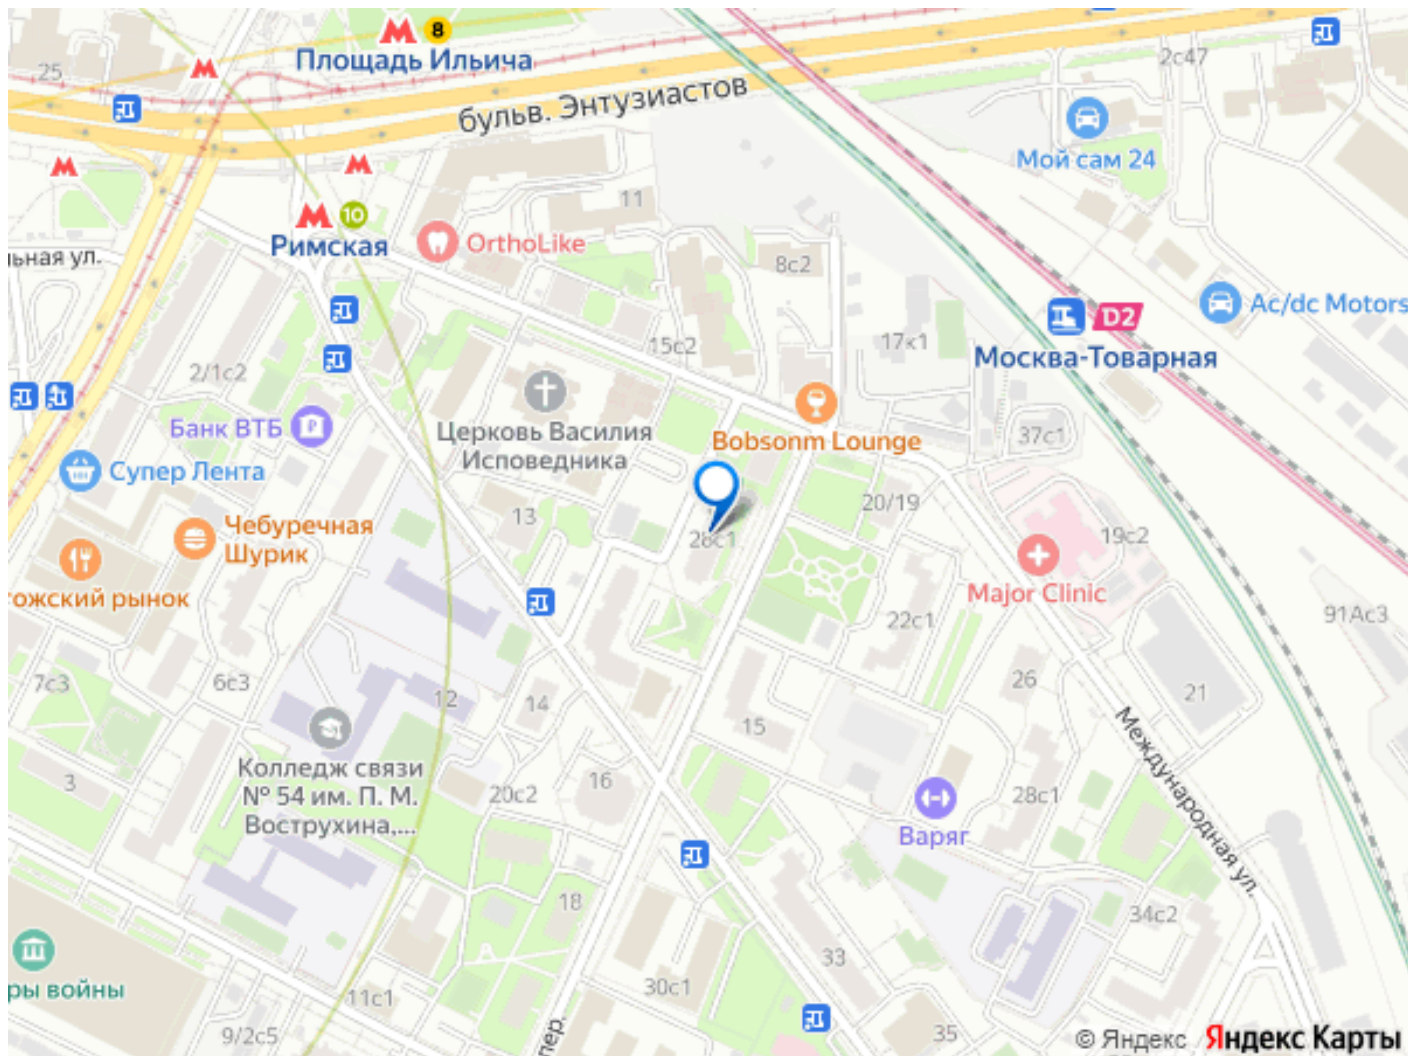 8
Площадь Ильича
25
2с47
бульв. Энтузиастов
Мой сам 24
11
10
Римская
OrthoLike
ьная ул.
8с2
D2
Ac/dc Motors
Москва-Товарная
17к1
15с2
2/1с2
Банк ВТБ
Церковь Василия
Исповедника
Bobsonm Lounge
37с1
Супер Лента
20/19
13
Чебуречная
Шурик
28с1
19с2
Major Clinic
ожский рынок
22с1
91Ас3
7с3
6с3
12
14
26
21
15
Международная ул.
Колледж связи
№ 54 им. П. М.
Вострухина,...
3
20с2
16
28с1
Варяг
18
34с2
33
ры войны
11с1
30с1
9/2с5
пер.
35
© Яндекс Яндекс Карты